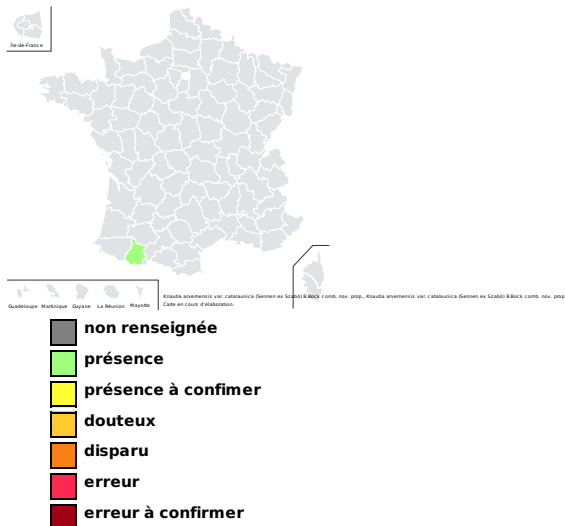 Île-de-France
Guadeloupe Martinique Guyane La Réunion Mayotte
Knautia arvernensis var. catalaunica (Sennen ex Szabó) B.Bock comb. nov. prop., Knautia arvernensis var. catalaunica (Sennen ex Szabó) B.Bock comb. nov. prop
Carte en cours d'élaboration.
non renseignée
présence
présence à confimer
douteux
disparu
erreur
erreur à confirmer